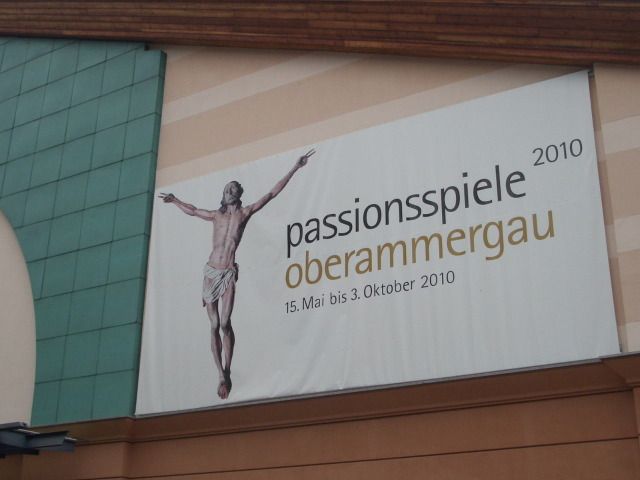 passionsspiele 2010
oberammergau
15. Mai bis 3. Oktober 2010